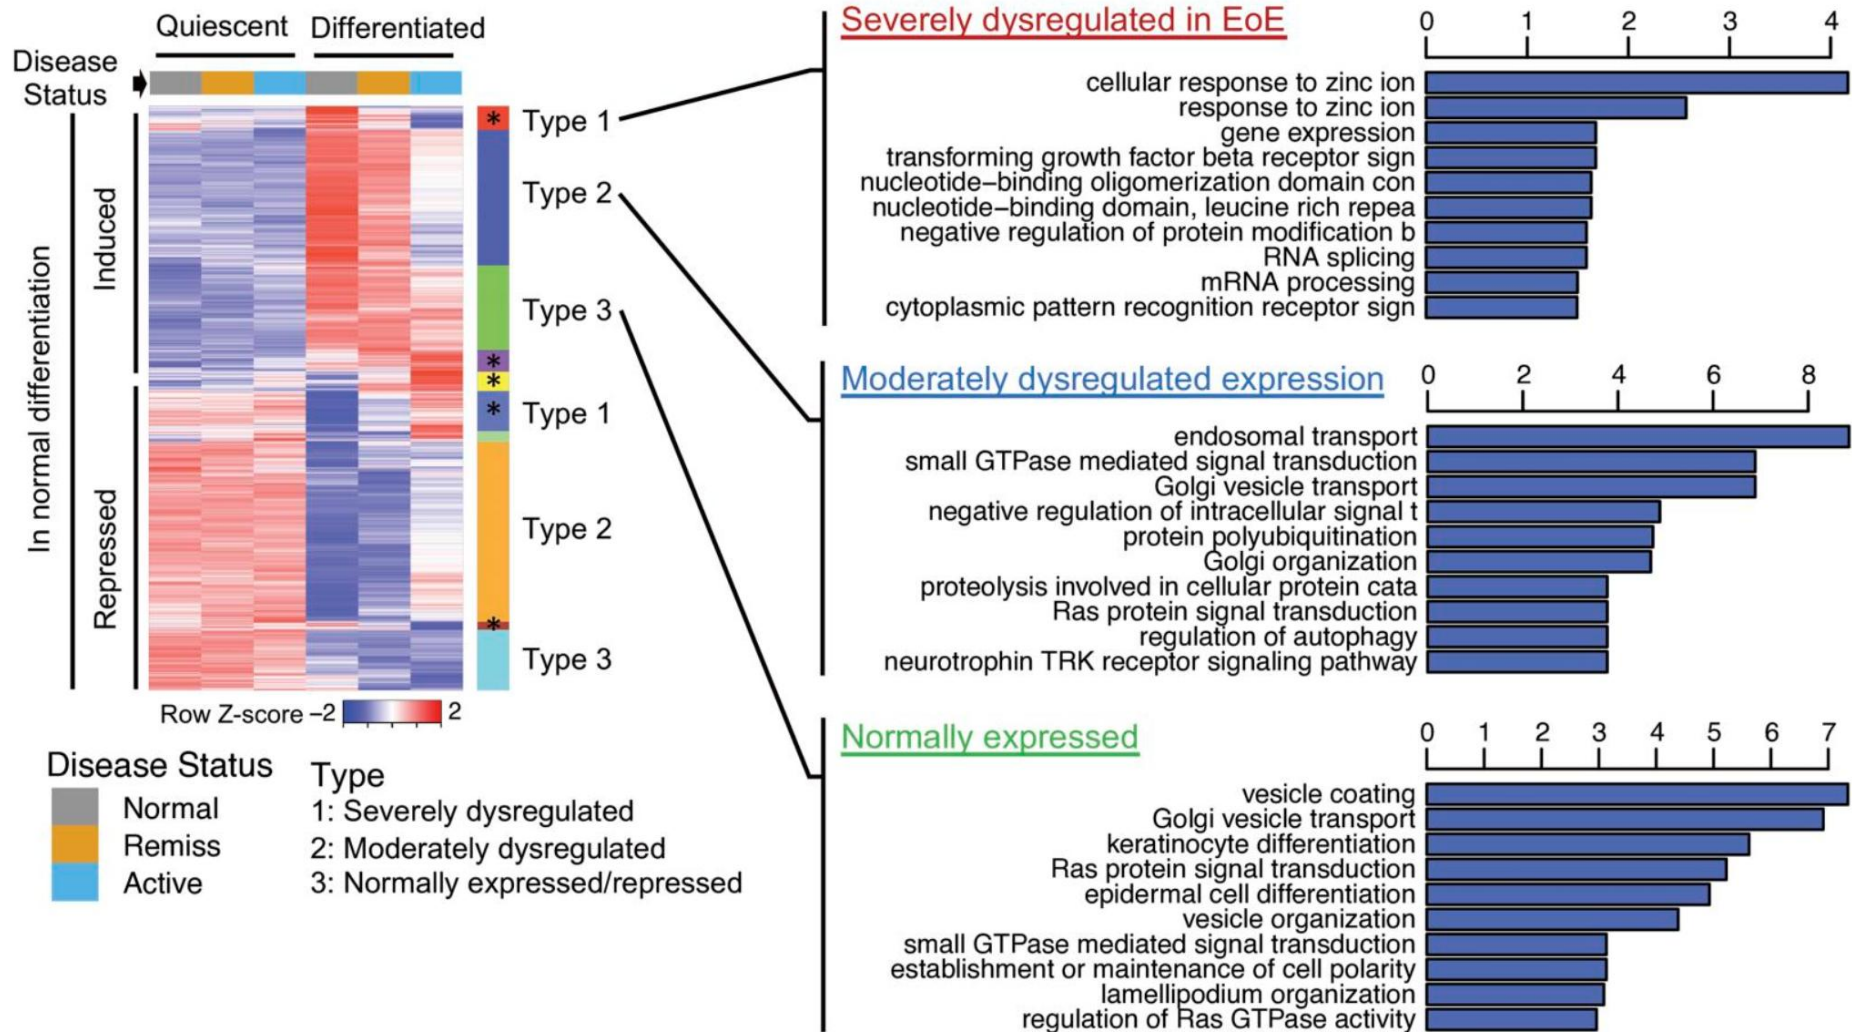 Quiescent Differentiated
Disease
Status
In normal differentiation
Induced
Repressed
*
Type 1
Type 2
Type 3
*
*
*
Type 1
Type 2
*
Type 3
Row Z-score −2 2
Disease Status
Normal
Remiss
Active
Type
1: Severely dysregulated
2: Moderately dysregulated
3: Normally expressed/repressed
Severely dysregulated in EoE
0 1 2 3 4
cellular response to zinc ion
response to zinc ion
gene expression
transforming growth factor beta receptor sign
nucleotide−binding oligomerization domain con
nucleotide−binding domain, leucine rich repea
negative regulation of protein modification b
RNA splicing
mRNA processing
cytoplasmic pattern recognition receptor sign
Moderately dysregulated expression
0 2 4 6 8
endosomal transport
small GTPase mediated signal transduction
Golgi vesicle transport
negative regulation of intracellular signal t
protein polyubiquitination
Golgi organization
proteolysis involved in cellular protein cata
Ras protein signal transduction
regulation of autophagy
neurotrophin TRK receptor signaling pathway
Normally expressed
0 1 2 3 4 5 6 7
vesicle coating
Golgi vesicle transport
keratinocyte differentiation
Ras protein signal transduction
epidermal cell differentiation
vesicle organization
small GTPase mediated signal transduction
establishment or maintenance of cell polarity
lamellipodium organization
regulation of Ras GTPase activity